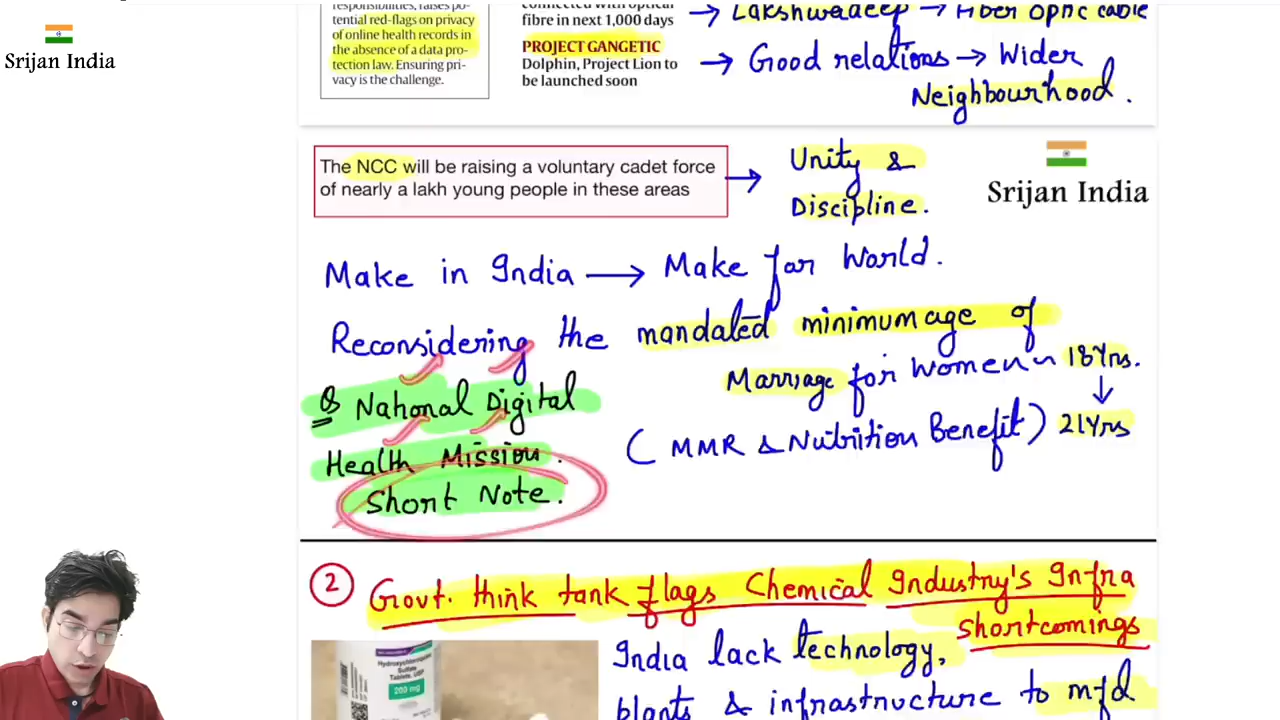 Srijan India
responsibilities, raises po-
tential red-flags on privacy
of online health records in
the absence of a data pro-
tection law. Ensuring pri-
vacy is the challenge.
connected with optical
fibre in next 1,000 days
PROJECT GANGETIC
Dolphin, Project Lion to
be launched soon
→ Lakshwadeep → Fiber Optic cable
→ Good relations → Wider
Neighbourhood.
The NCC will be raising a voluntary cadet force
of nearly a lakh young people in these areas
→ Unity &
Discipline.
Srijan India
Make in India → Make for World.
Reconsidering the mandated minimum age of
Marriage for Women ~ 18Yrs.
↓
(MMR & Nutrition Benefit) 21Yrs
Q National Digital
Health Mission.
Short Note.
2 Govt. think tank flags Chemical Industry's Infra
shortcomings
India lack technology,
plants & infrastructure to mfd
Hydroxychloroquine
Sulfate
Tablets, USP
200 mg